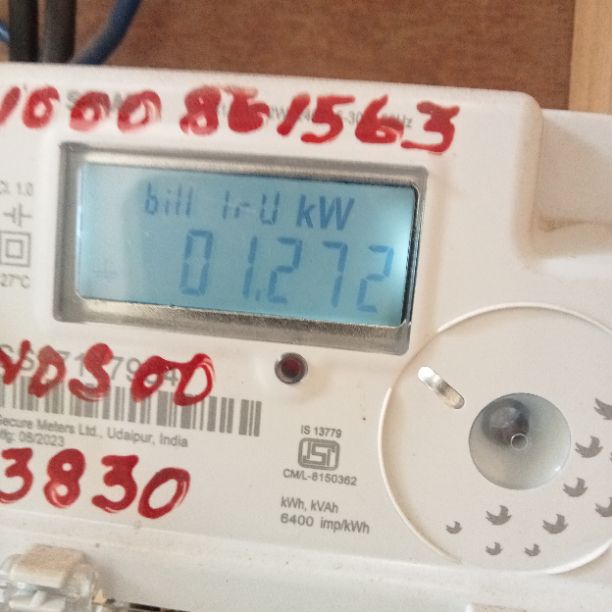 1000 861563
Cl. 1.0
bill 1r-U kW
01.272
27°C
Secure Meters Ltd., Udaipur, India
Mfg: 08/2023
3830
IS 13779
ISI
CM/L-8150362
kWh, kVAh
6400 imp/kWh